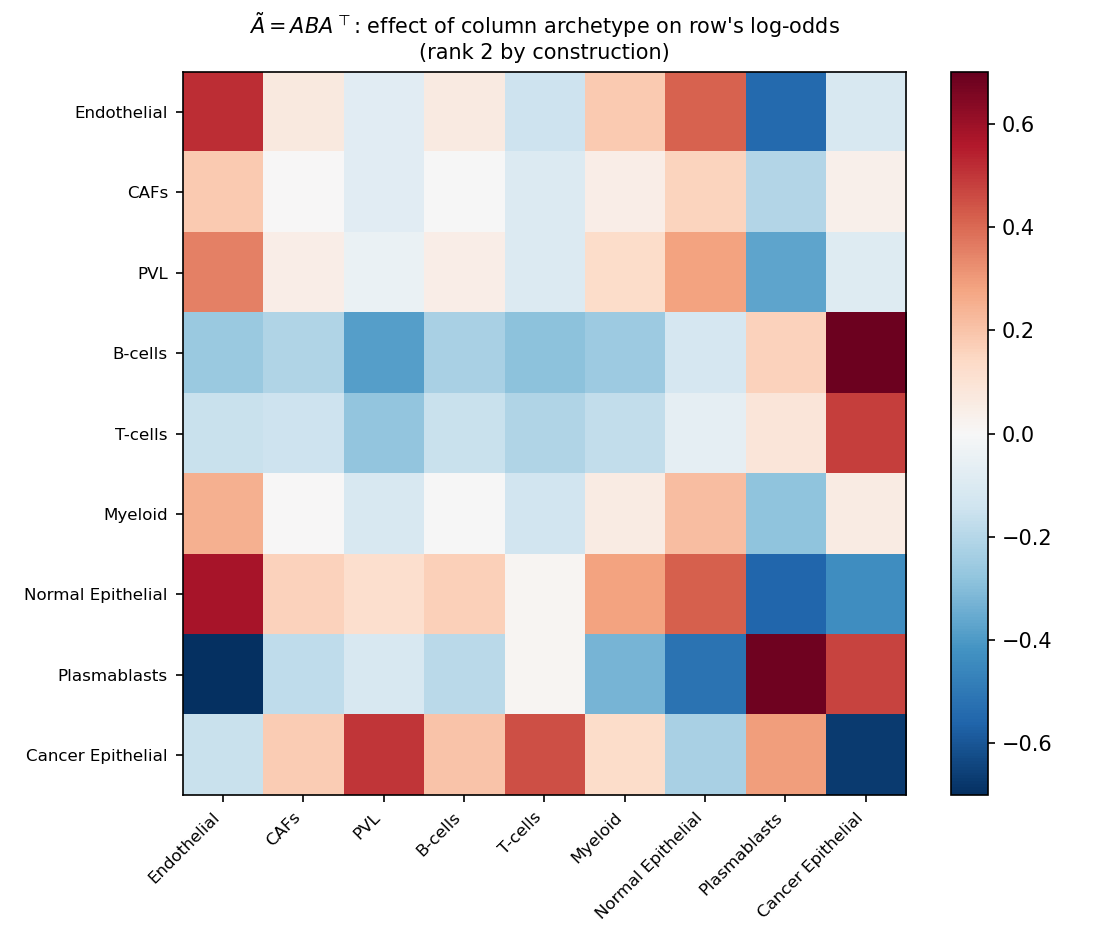 Ã = ABA ⊤ : effect of column archetype on row's log-odds
(rank 2 by construction)
Endothelial
CAFs
PVL
B-cells
T-cells
Myeloid
Normal Epithelial
Plasmablasts
Cancer Epithelial
Endothelial
CAFs
PVL
B-cells
T-cells
Myeloid
Normal Epithelial
Plasmablasts
Cancer Epithelial
0.6
0.4
0.2
0.0
−0.2
−0.4
−0.6